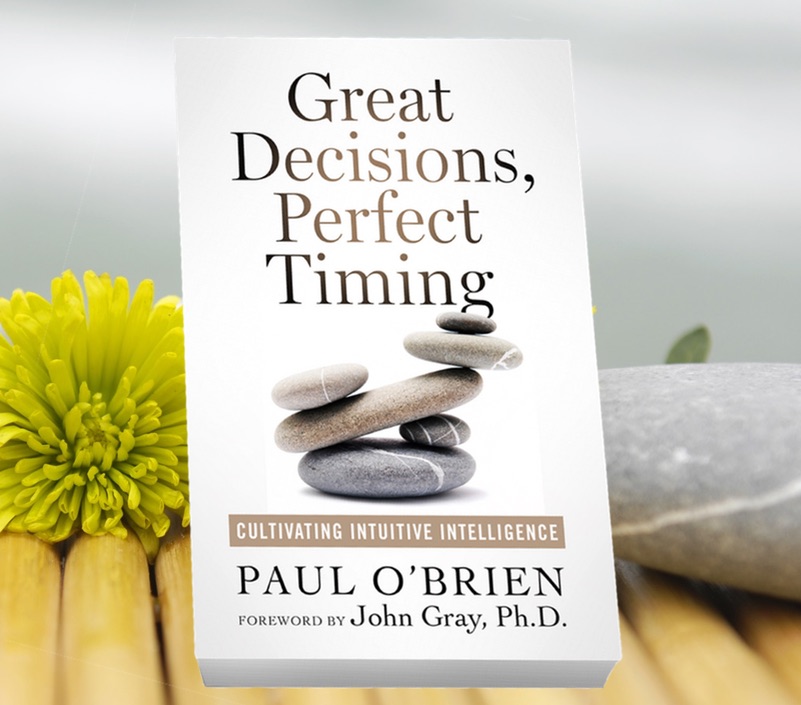 Great
Decisions,
Perfect
Timing
CULTIVATING INTUITIVE INTELLIGENCE
PAUL O'BRIEN
FOREWORD BY John Gray, Ph.D.